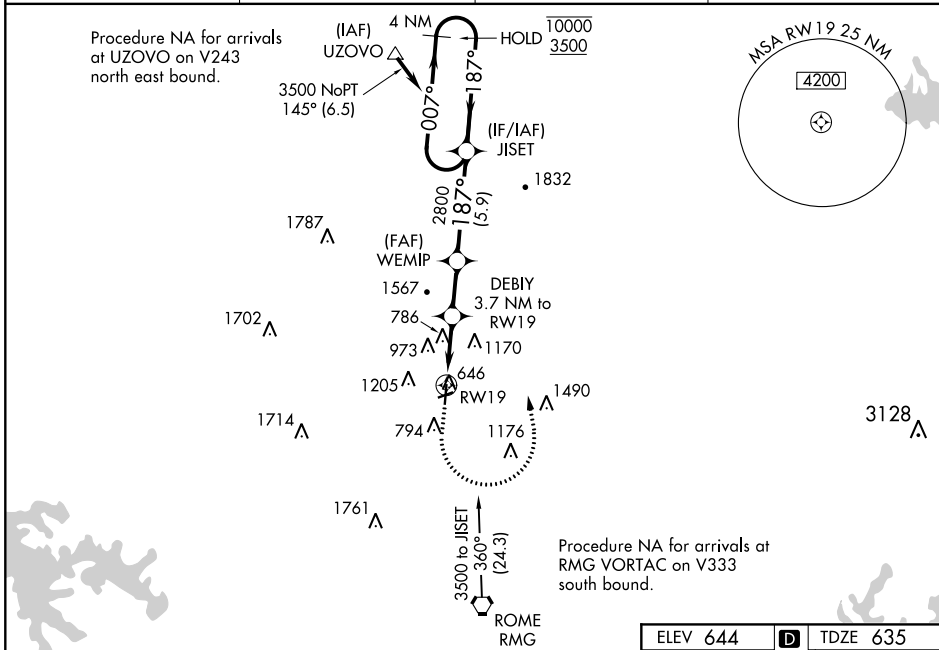 Procedure NA for arrivals
at UZOVO on V243
north east bound.
(IAF)
UZOVO
3500 NoPT
145° (6.5)
4 NM
HOLD
10000
3500
007°
187°
MSA RW19 25 NM
4200
(IF/IAF)
JISET
1832
2800
187°
(5.9)
1787
(FAF)
WEMIP
1567
DEBIY
3.7 NM to
RW19
1702
786
973
1170
1205
646
RW19
1490
1714
794
1176
3128
1761
3500 to JISET
360°
(24.3)
Procedure NA for arrivals at
RMG VORTAC on V333
south bound.
ROME
RMG
ELEV 644 D TDZE 635